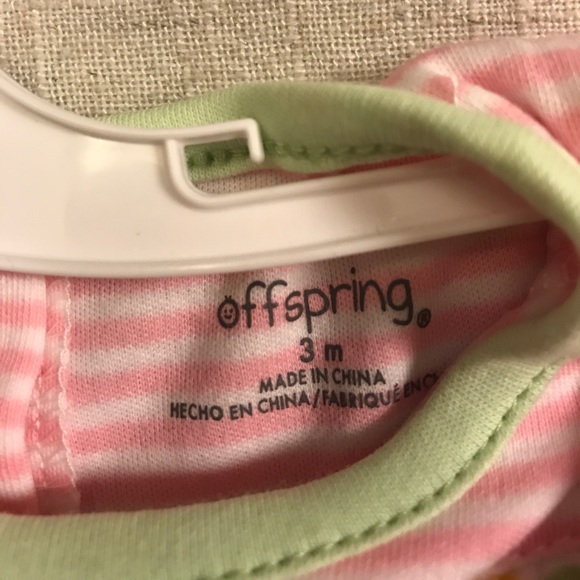 offspring®
3 m
MADE IN CHINA
HECHO EN CHINA/FABRIQUÉ EN